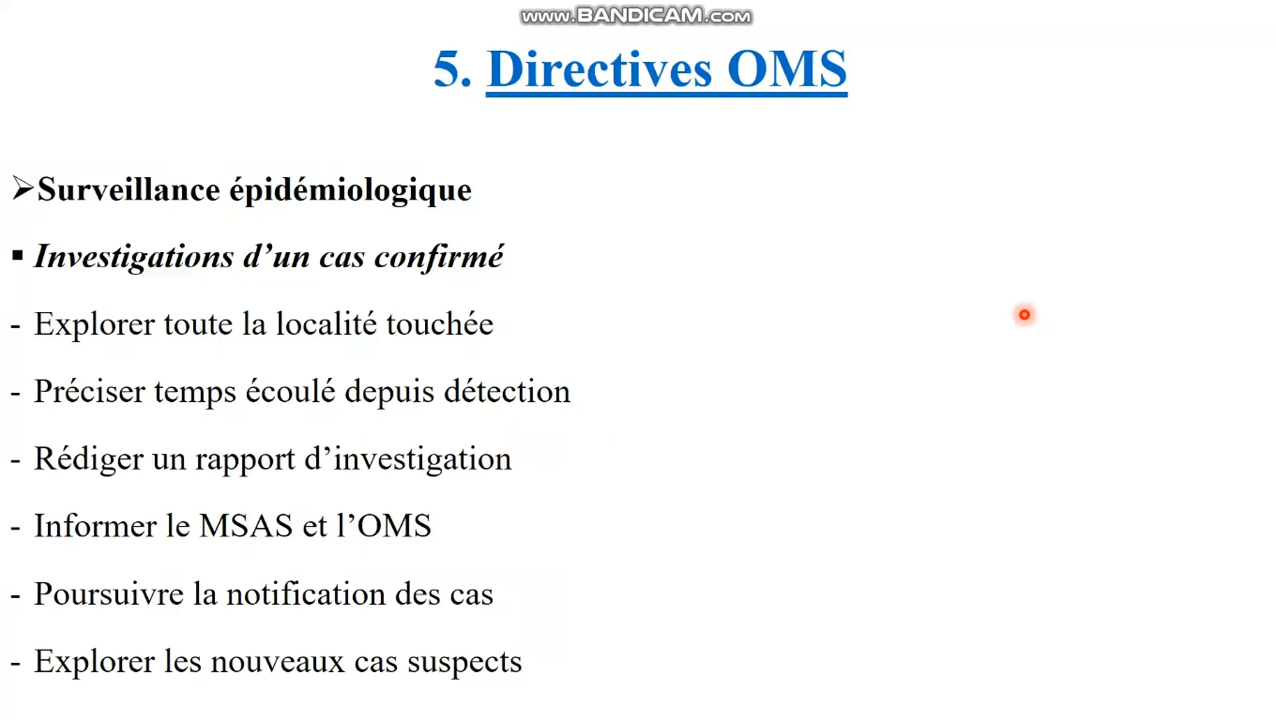 www.BANDICAM.com
5. Directives OMS
➢Surveillance épidémiologique
▪ Investigations d’un cas confirmé
- Explorer toute la localité touchée
- Préciser temps écoulé depuis détection
- Rédiger un rapport d’investigation
- Informer le MSAS et l’OMS
- Poursuivre la notification des cas
- Explorer les nouveaux cas suspects